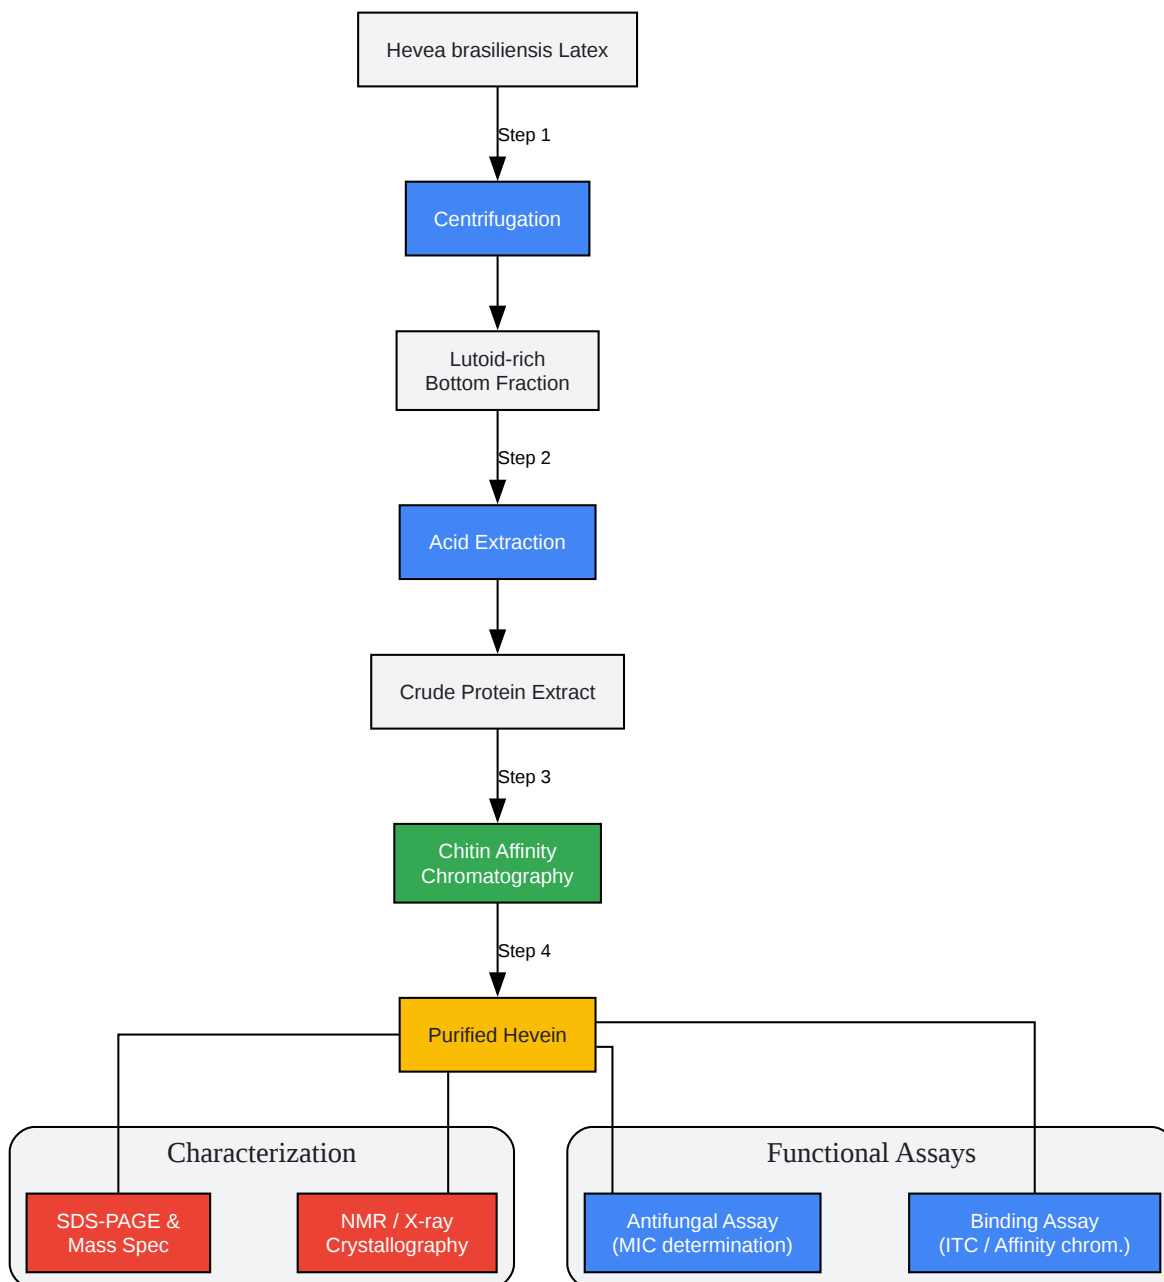 Hevea brasiliensis Latex
Step 1
Centrifugation
Lutoid-rich
Bottom Fraction
Step 2
Acid Extraction
Crude Protein Extract
Step 3
Chitin Affinity
Chromatography
Step 4
Purified Hevein
Characterization
SDS-PAGE &
Mass Spec
NMR / X-ray
Crystallography
Functional Assays
Antifungal Assay
(MIC determination)
Binding Assay
(ITC / Affinity chrom.)